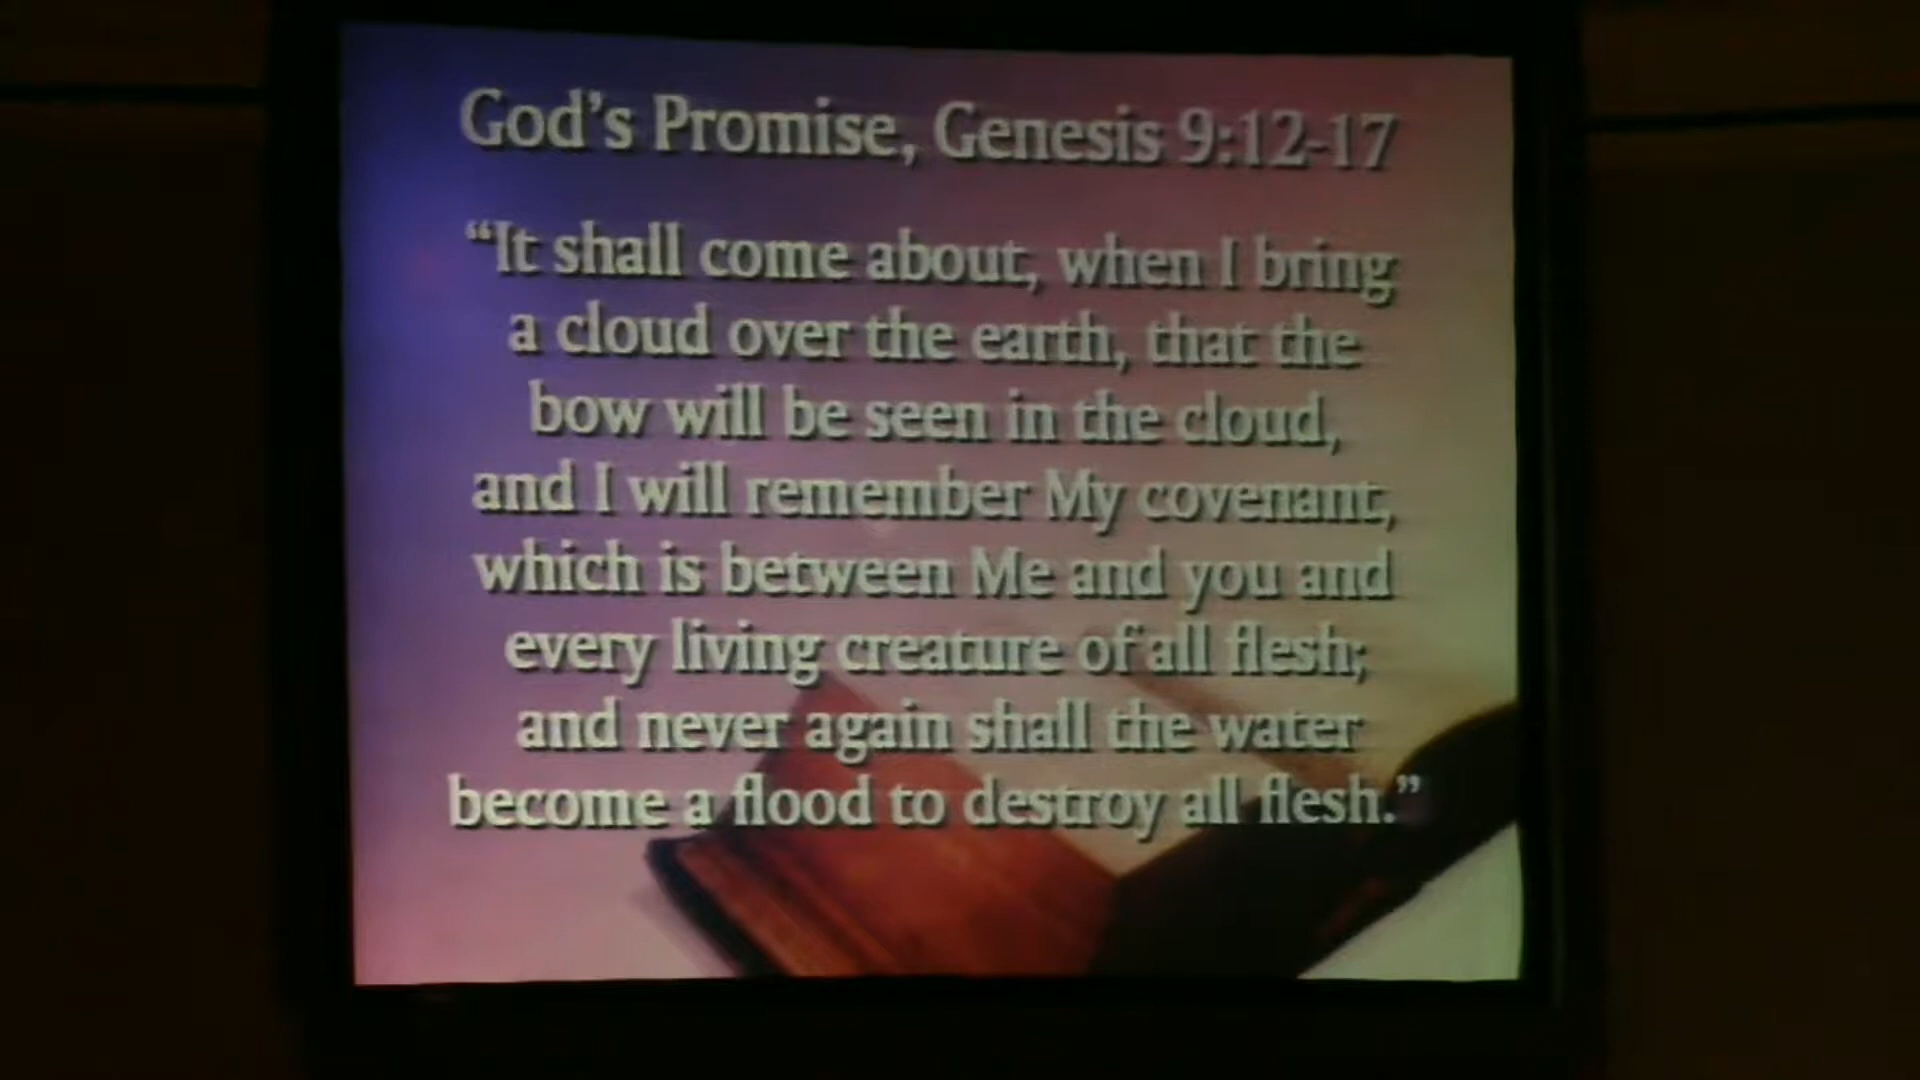 God's Promise, Genesis 9:12-17
“It shall come about, when I bring
a cloud over the earth, that the
bow will be seen in the cloud,
and I will remember My covenant,
which is between Me and you and
every living creature of all flesh;
and never again shall the water
become a flood to destroy all flesh.”